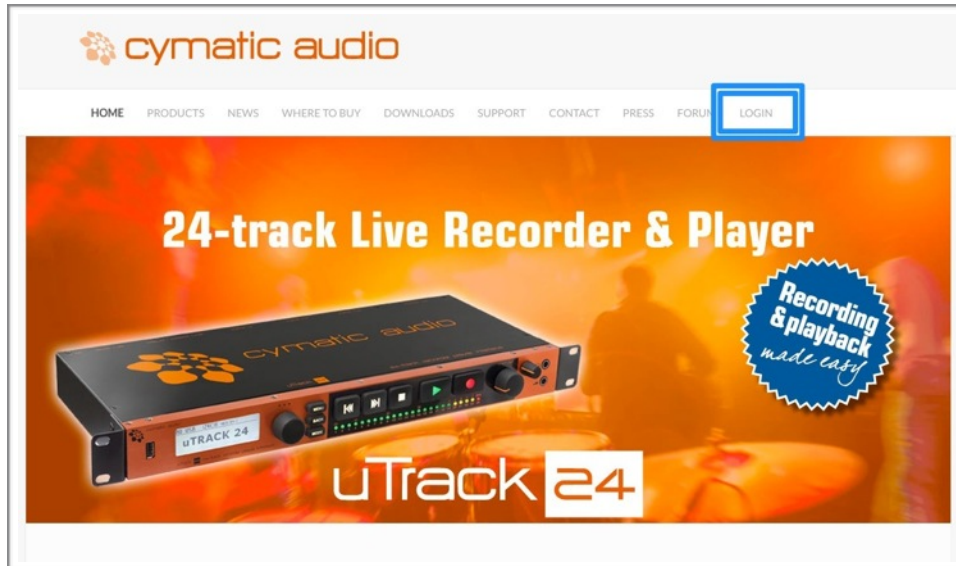 cymatic audio
HOME PRODUCTS NEWS WHERE TO BUY DOWNLOADS SUPPORT CONTACT PRESS FORUM LOGIN
24-track Live Recorder & Player
Recording
& playback
made easy
cymatic audio
uTRACK 24
uTrack 24